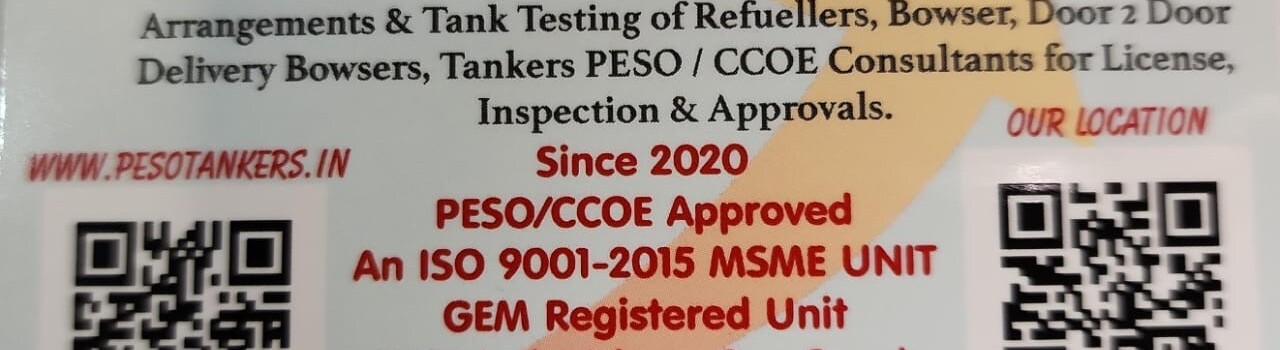 Arrangements & Tank Testing of Refuellers, Bowser, Door 2 Door
Delivery Bowsers, Tankers PESO / CCOE Consultants for License,
Inspection & Approvals.
OUR LOCATION
WWW.PESOTANKERS.IN
Since 2020
PESO/CCOE Approved
An ISO 9001-2015 MSME UNIT
GEM Registered Unit